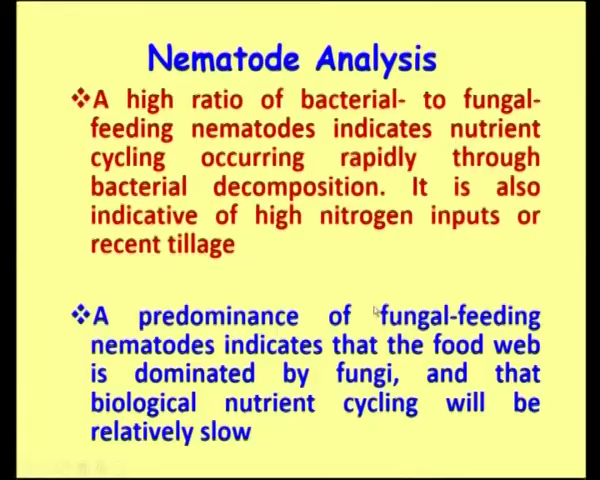 Nematode Analysis
❖A high ratio of bacterial- to fungal-
feeding nematodes indicates nutrient
cycling occurring rapidly through
bacterial decomposition. It is also
indicative of high nitrogen inputs or
recent tillage
❖A predominance of fungal-feeding
nematodes indicates that the food web
is dominated by fungi, and that
biological nutrient cycling will be
relatively slow